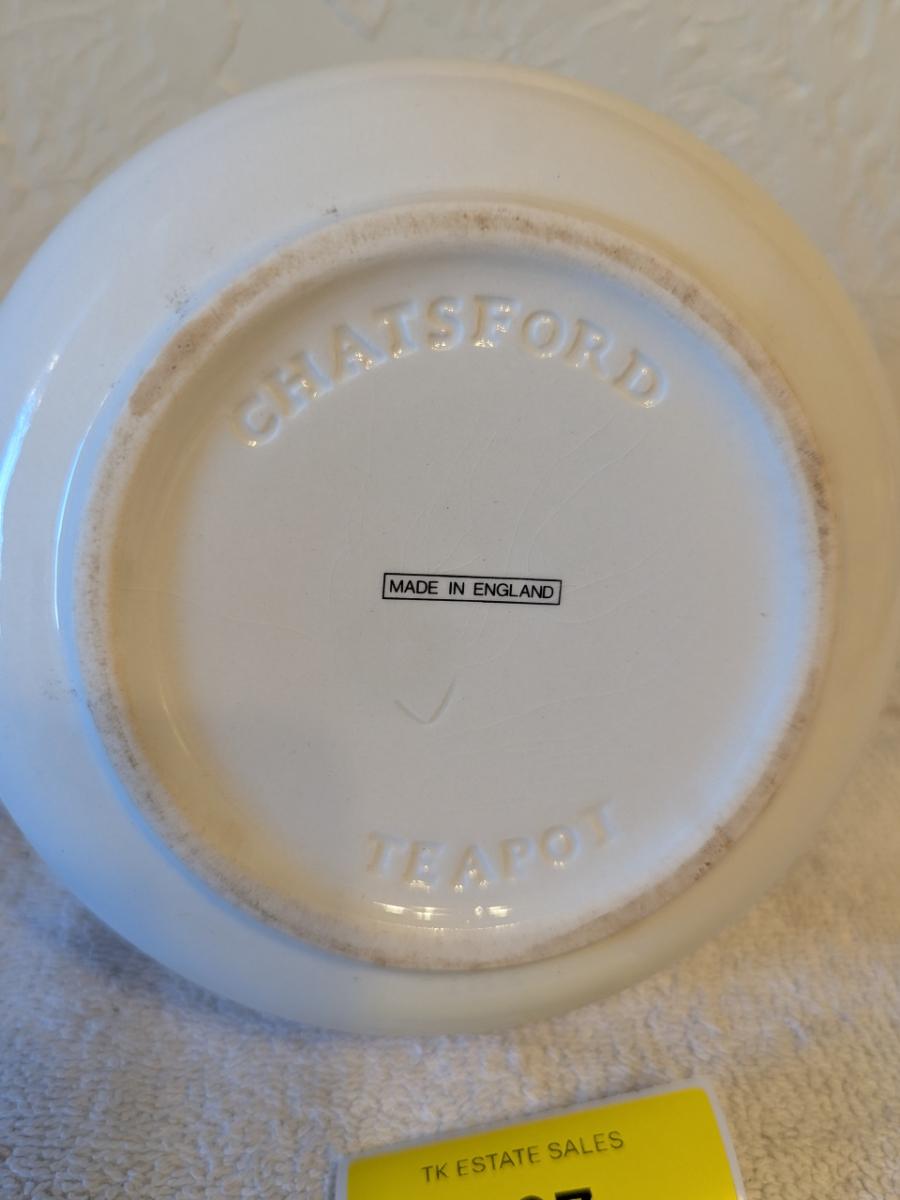 CHATSFORD
MADE IN ENGLAND
TEAPOT
TK ESTATE SALES